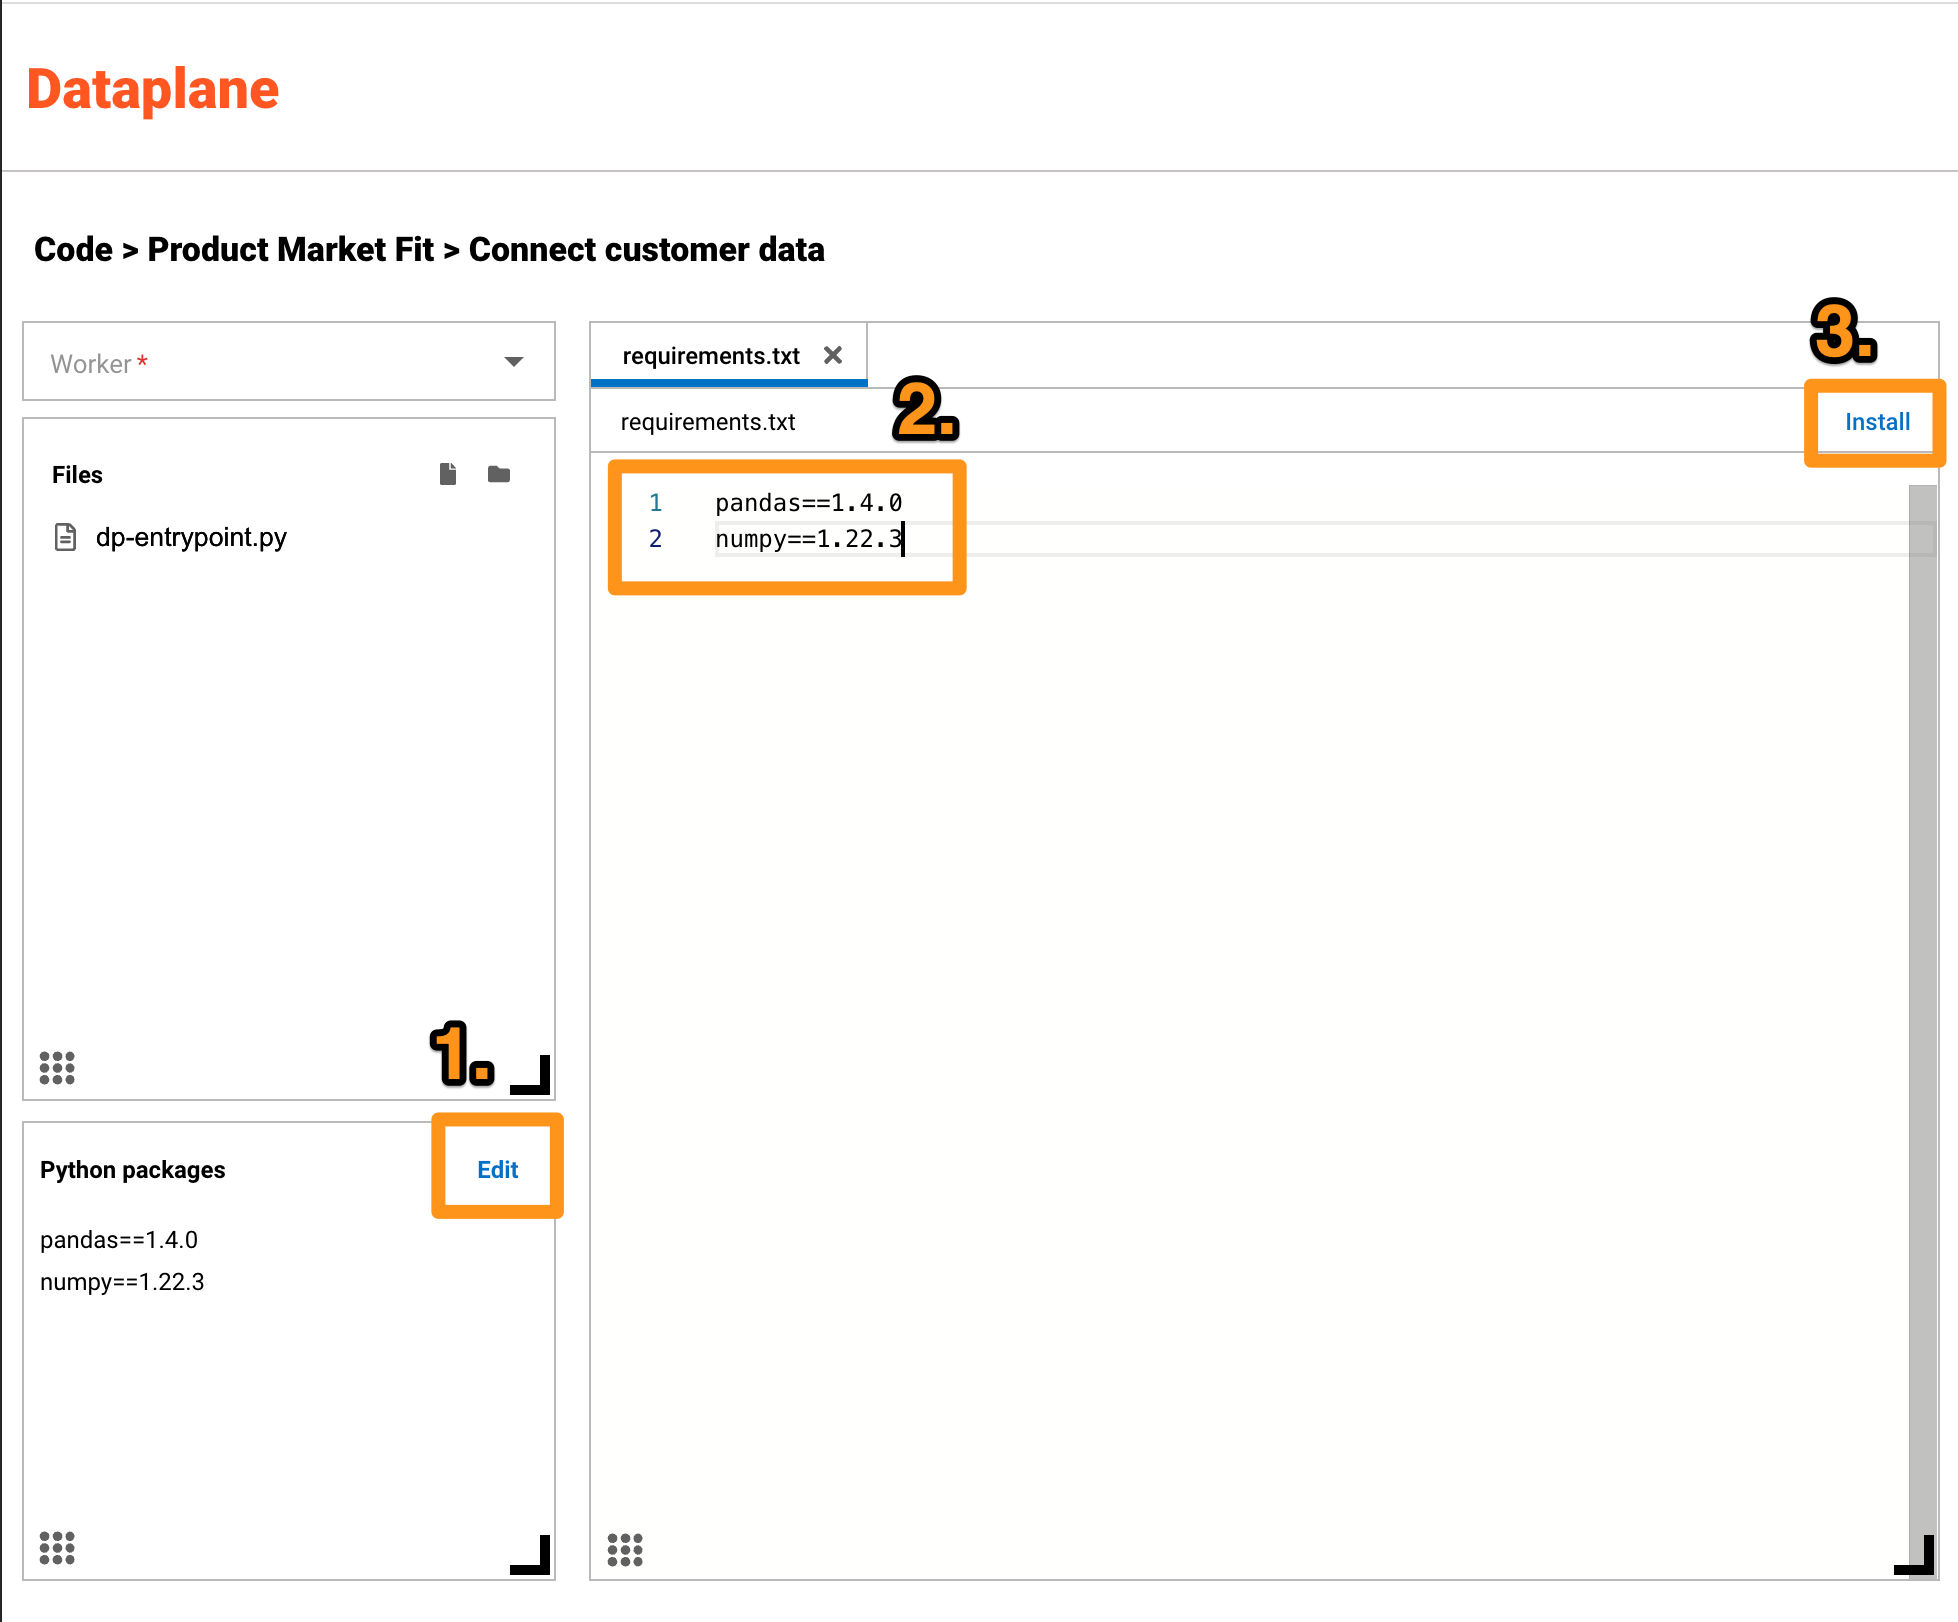 Dataplane
Code > Product Market Fit > Connect customer data
Worker *
Files
dp-entrypoint.py
1.
Python packages
Edit
pandas==1.4.0
numpy==1.22.3
requirements.txt
2.
3.
requirements.txt
Install
1 pandas==1.4.0
2 numpy==1.22.3